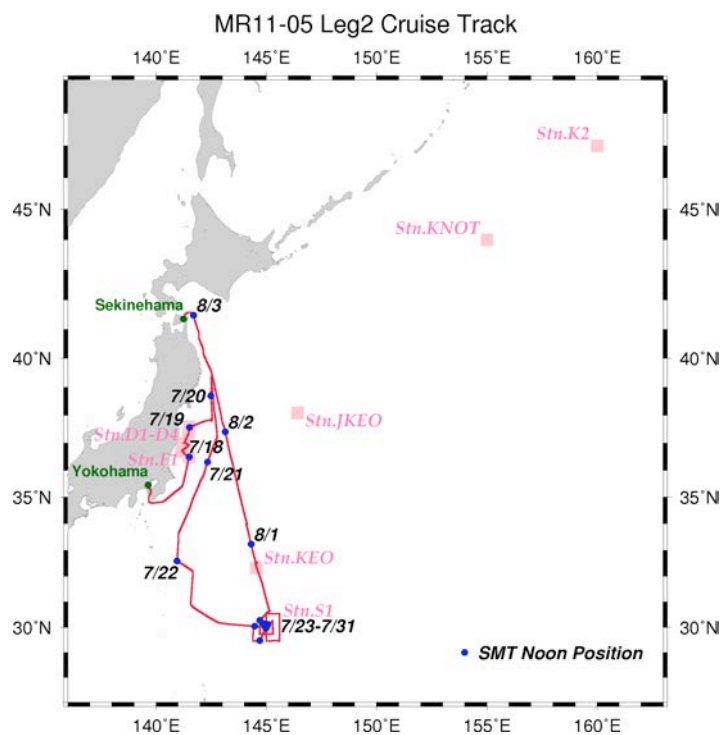 MR11-05 Leg2 Cruise Track
140˚E 145˚E 150˚E 155˚E 160˚E
Stn.K2
45˚N 45˚N
Stn.KNOT
Sekinehama
8/3
40˚N 40˚N
7/20
7/19
8/2
Stn.JKEO
Stn.D1-D4
7/18
Stn.F1
7/21
Yokohama
35˚N 35˚N
8/1
Stn.KEO
7/22
Stn.S1
30˚N 7/23-7/31 30˚N
SMT Noon Position
140˚E 145˚E 150˚E 155˚E 160˚E